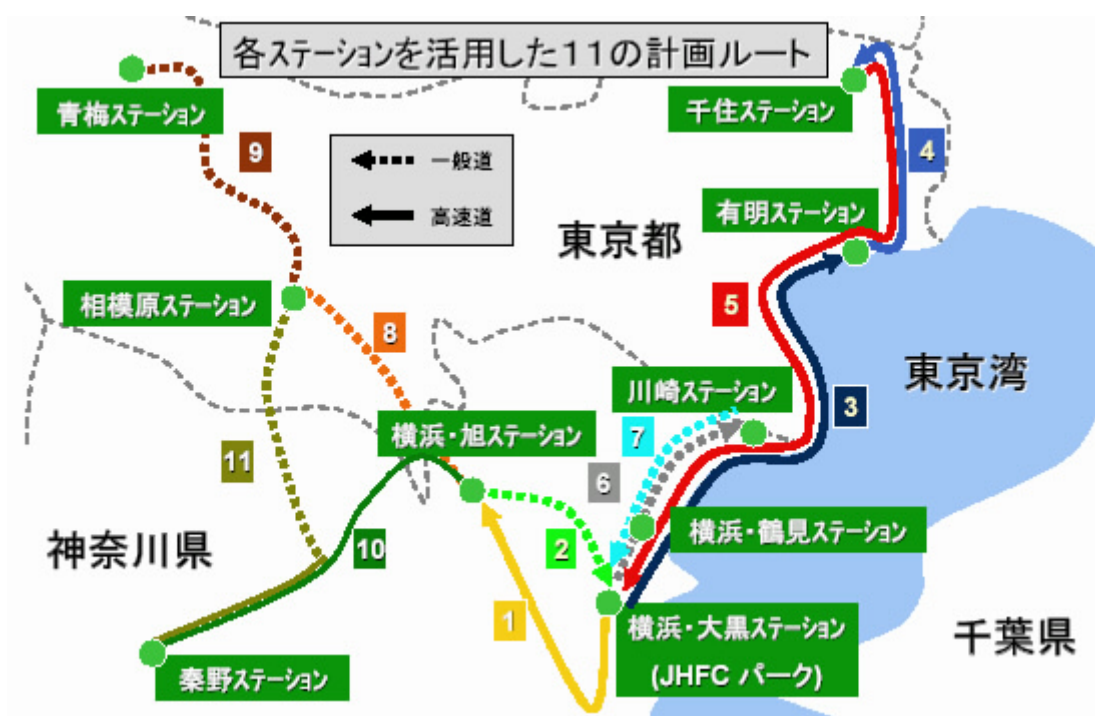 各ステーションを活用した11の計画ルート
青梅ステーション
千住ステーション
9
一般道
4
高速道
有明ステーション
東京都
相模原ステーション
5
8
東京湾
川崎ステーション
3
横浜・旭ステーション
7
11
6
神奈川県
10
2
横浜・鶴見ステーション
1
横浜・大黒ステーション
(JHFC パーク)
千葉県
秦野ステーション